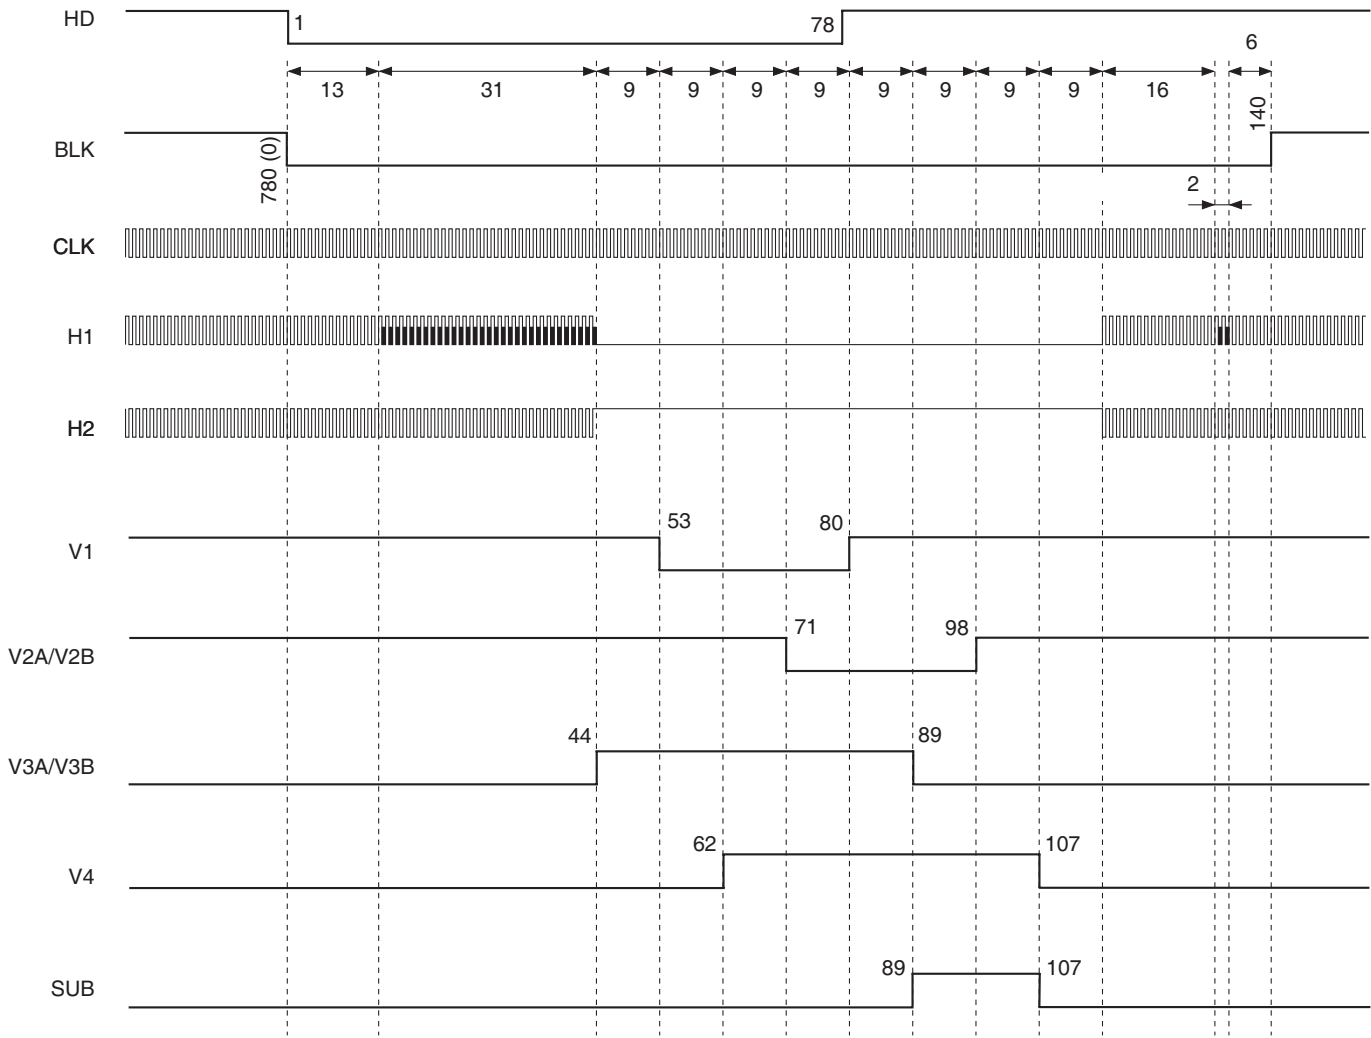 HD 1 78
6
13 31 9 9 9 9 9 9 9 9 16
BLK 780 (0) 140
2
CLK
H1
H2
V1 53 80
V2A/V2B 71 98
V3A/V3B 44 89
V4 62 107
SUB 89 107